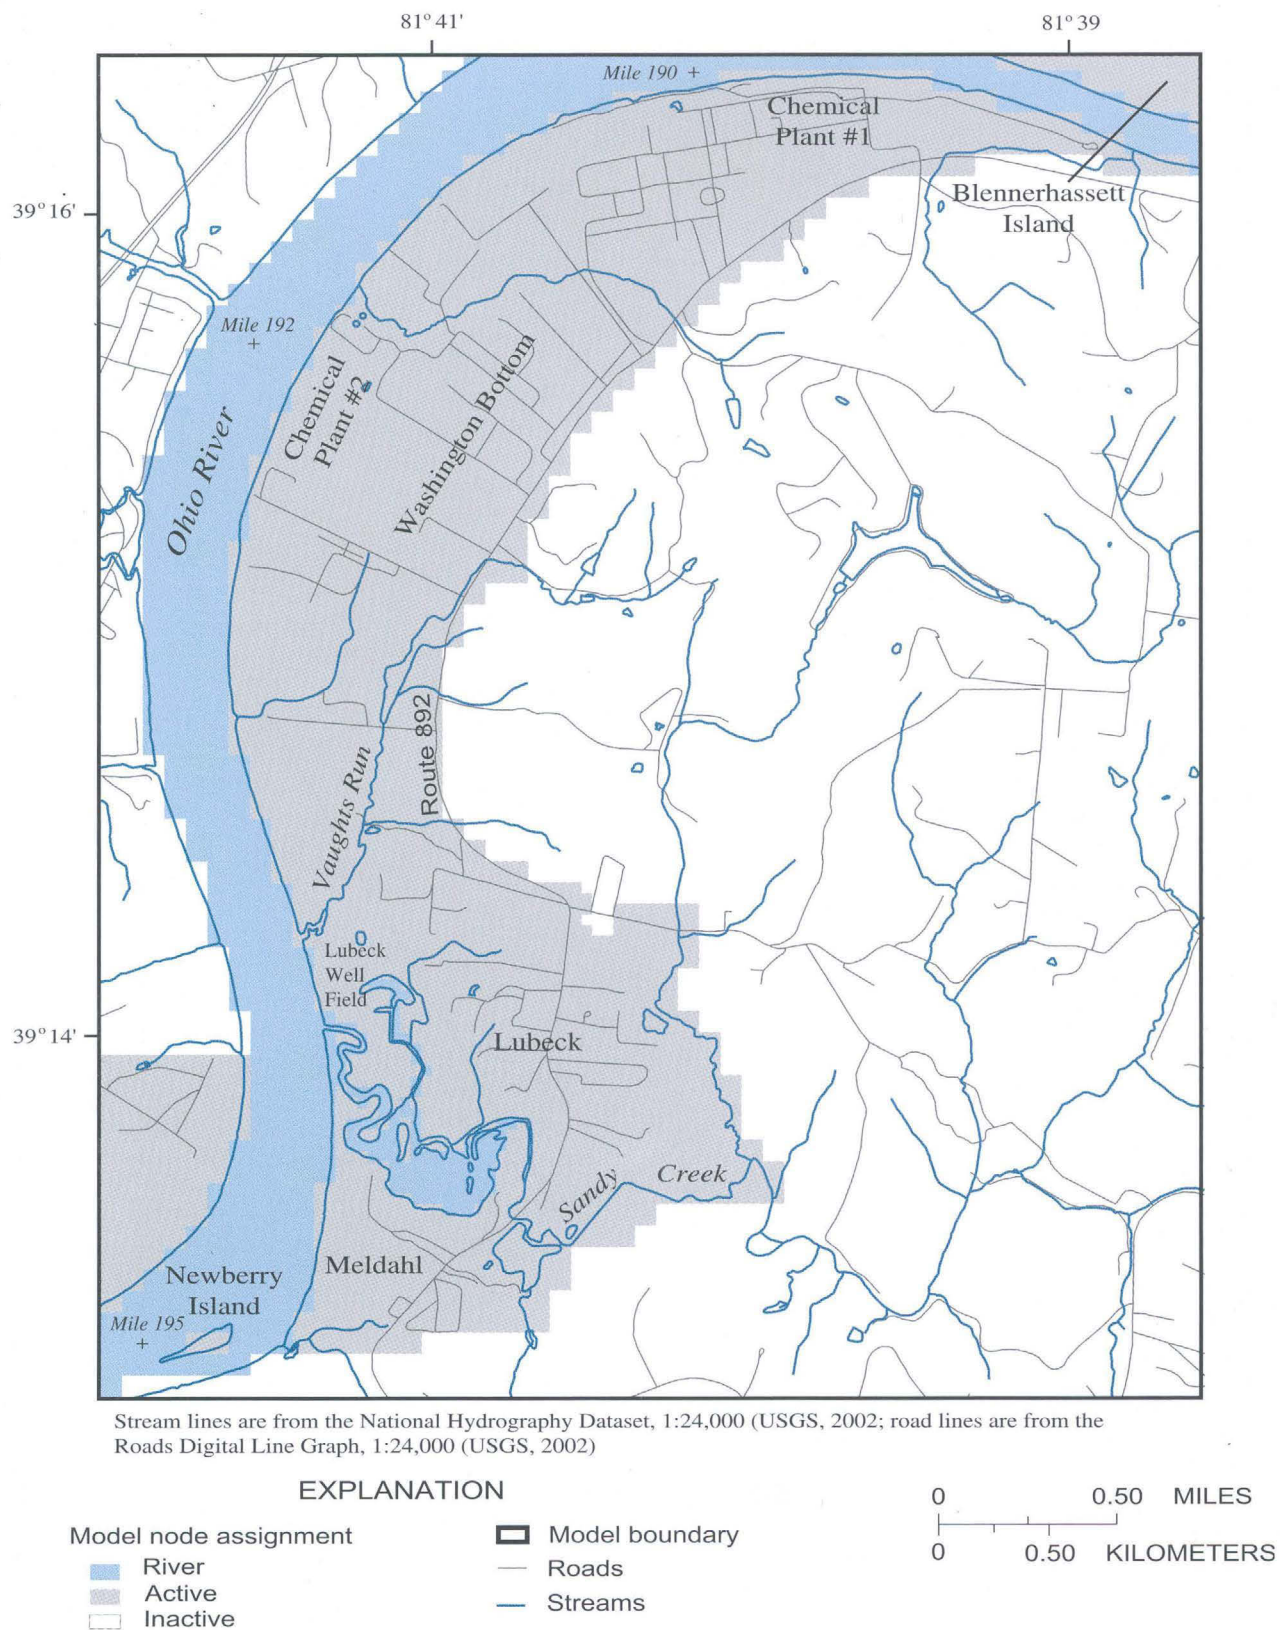 81° 41'
81° 39
Mile 190 +
Chemical
Plant #1
39° 16'
Blennerhassett
Island
Mile 192
+
Chemical
Plant #2
Washington Bottom
Ohio River
Route 892
Vaughts Run
Lubeck
Well
Field
39° 14'
Lubeck
Sandy Creek
Meldahl
Newberry
Island
Mile 195
+
Stream lines are from the National Hydrography Dataset, 1:24,000 (USGS, 2002; road lines are from the
Roads Digital Line Graph, 1:24,000 (USGS, 2002)
EXPLANATION
Model node assignment
River
Active
Inactive
Model boundary
Roads
Streams
0 0.50 MILES
0 0.50 KILOMETERS